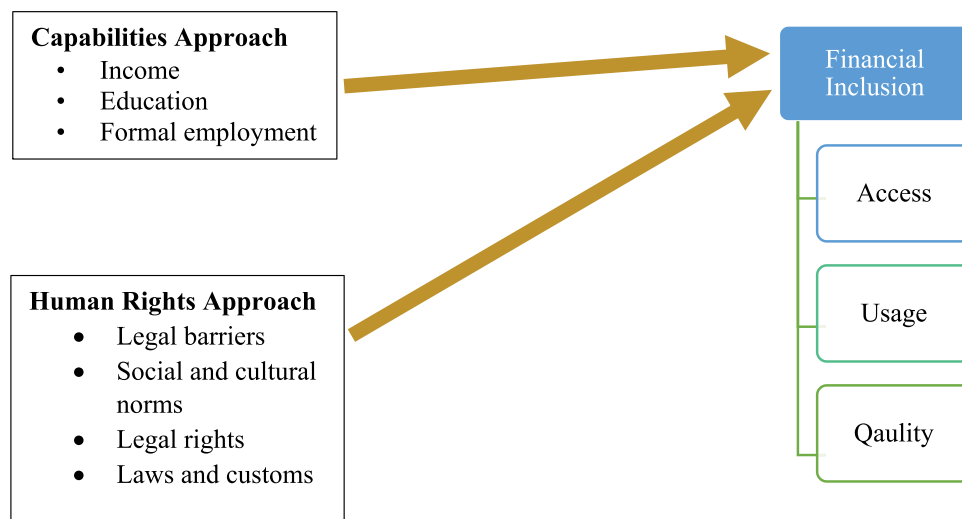 Capabilities Approach
• Income
• Education
• Formal employment
Human Rights Approach
• Legal barriers
• Social and cultural
norms
• Legal rights
• Laws and customs
Financial
Inclusion
Access
Usage
Qaulity